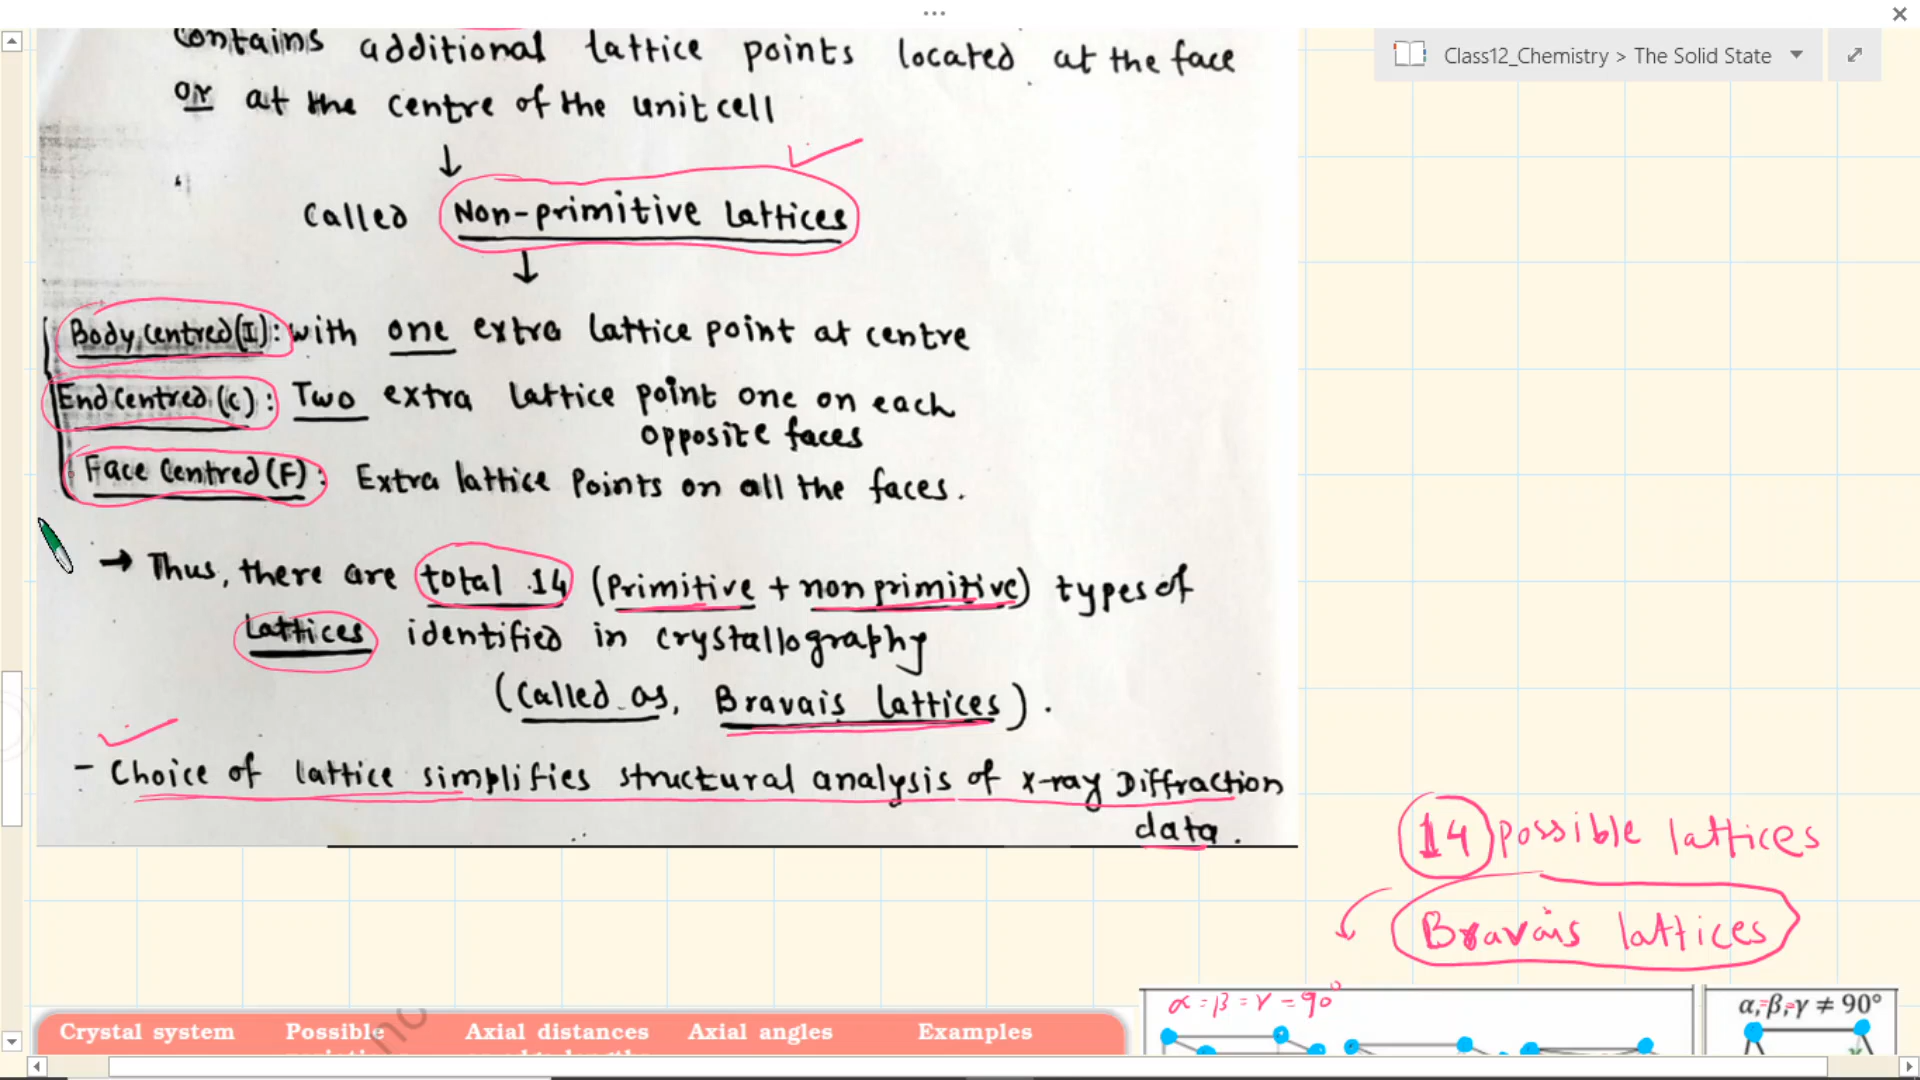 Class12_Chemistry > The Solid State
contains additional lattice points located at the face
or at the centre of the unit cell
Called Non-primitive Lattices
Body centred (I): with one extra lattice point at centre
End centred (C): Two extra lattice point one on each
opposite faces
Face Centred (F): Extra lattice Points on all the faces.
→ Thus, there are total 14 (Primitive + non primitive) types of
Lattices identified in crystallography
(Called as, Bravais lattices).
- Choice of lattice simplifies structural analysis of x-ray Diffraction
data.
14 possible lattices
Bravais lattices
α = β = γ = 90°
α,=β,=γ ≠ 90°
Crystal system Possible Axial distances Axial angles Examples